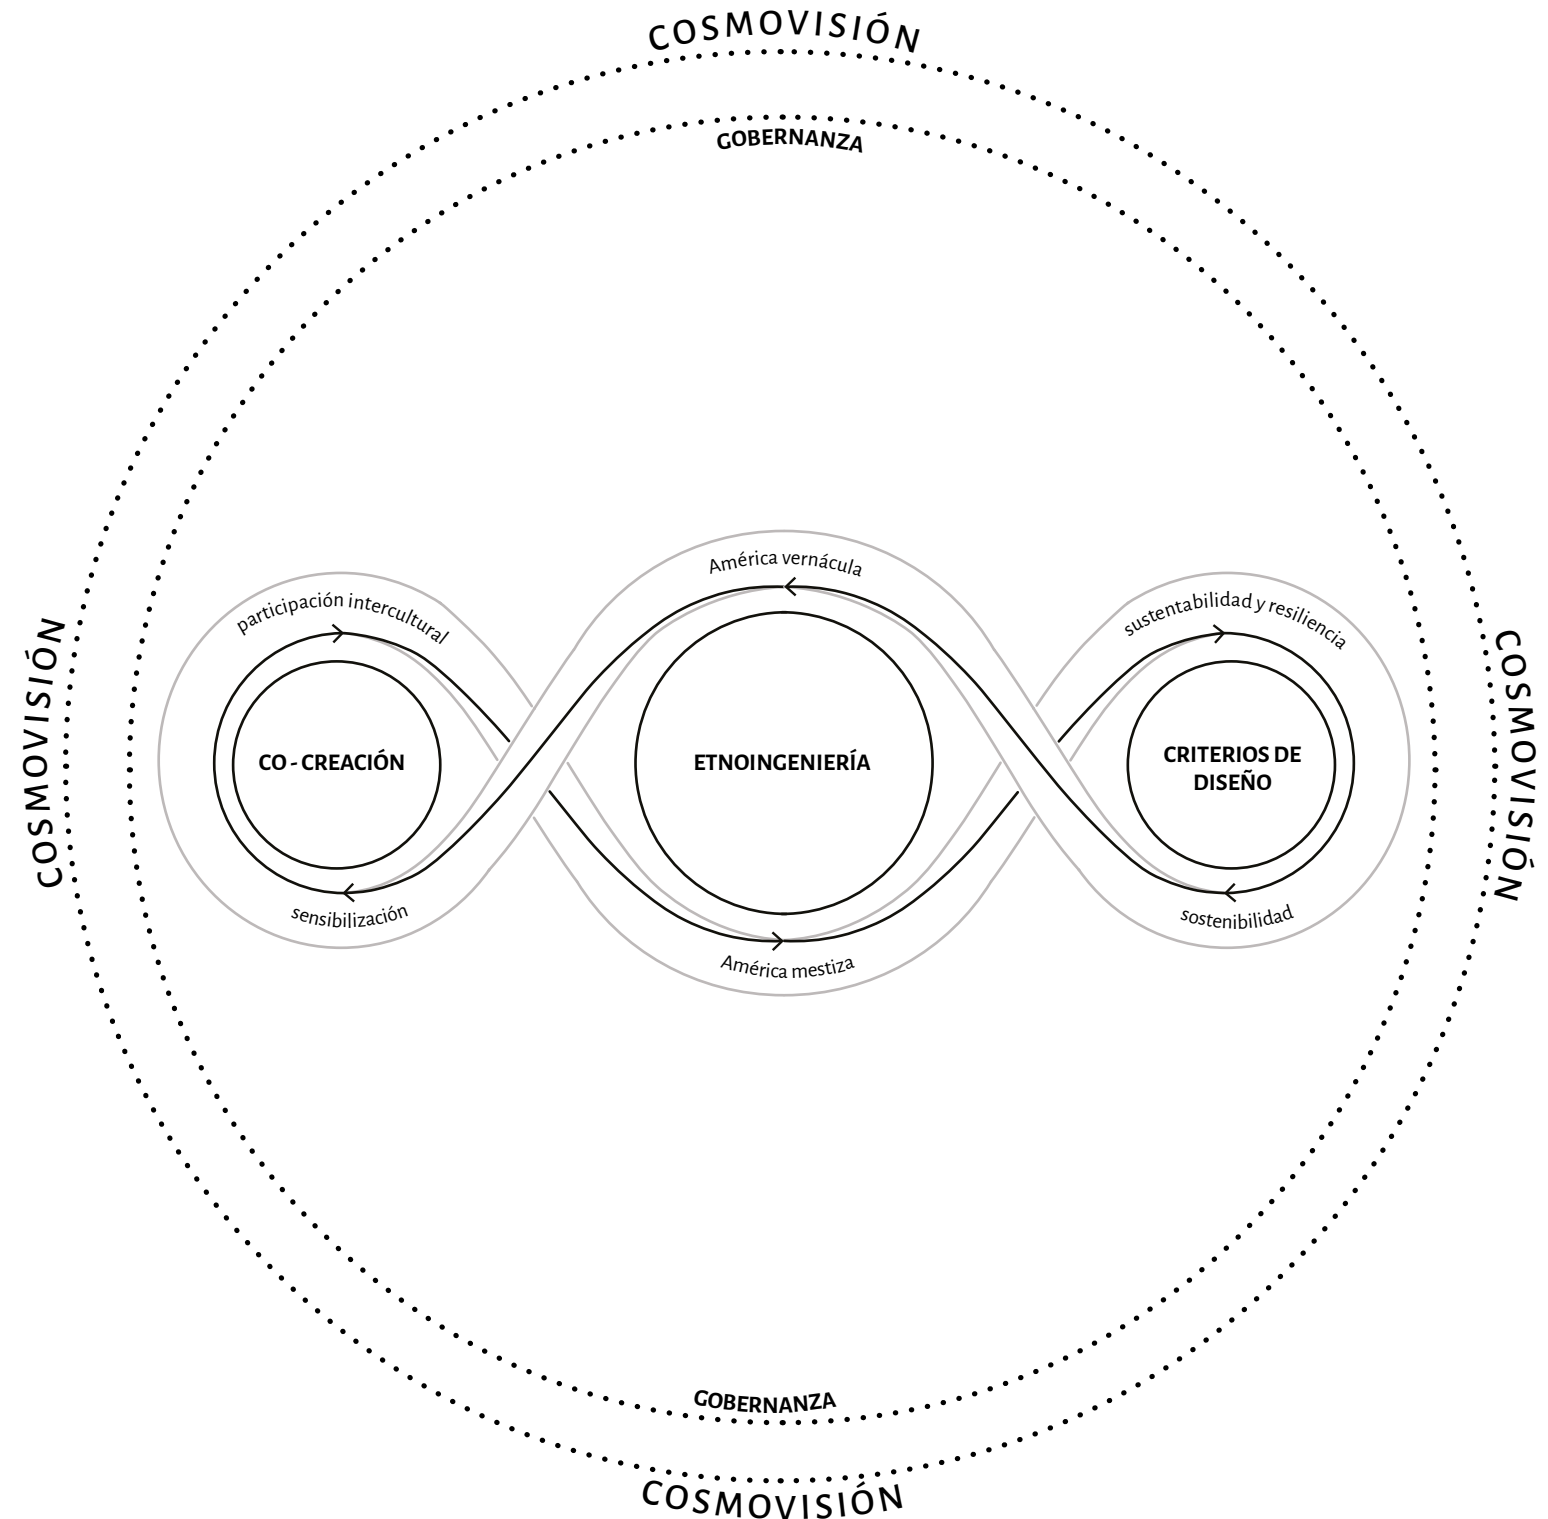 COSMOVISIÓN
GOBERNANZA
América vernácula
participación intercultural
sustentabilidad y resiliencia
COSMOVISIÓN
CO - CREACIÓN
ETNOINGENIERÍA
CRITERIOS DE
DISEÑO
COSMOVISIÓN
sensibilización
sostenibilidad
América mestiza
GOBERNANZA
COSMOVISIÓN